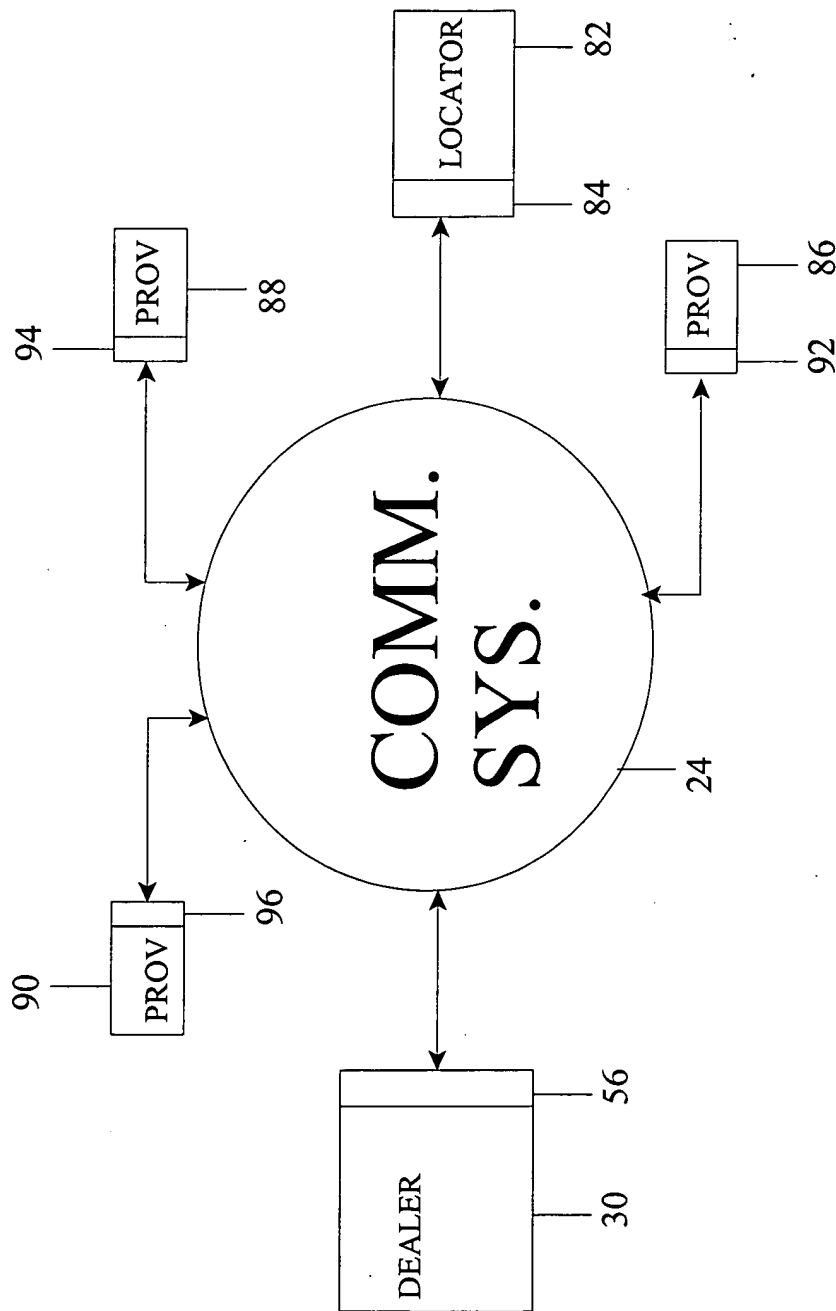 90
94
PROV
PROV
96
88
DEALER
COMM.
SYS.
LOCATOR
30
56
84
82
24
PROV
92
86